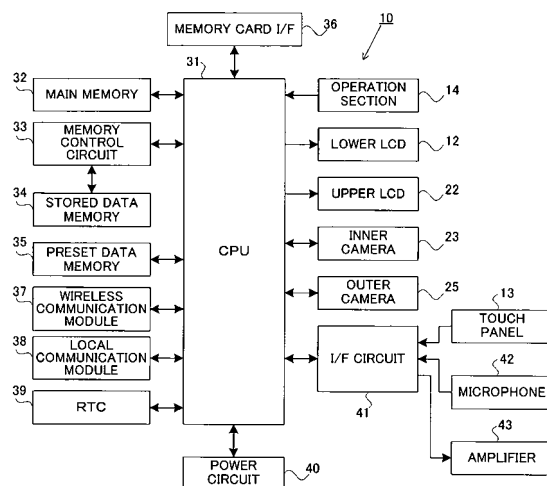 MEMORY CARD I/F
36
10
31
32
MAIN MEMORY
OPERATION
SECTION
14
33
MEMORY
CONTROL
CIRCUIT
LOWER LCD
12
34
STORED DATA
MEMORY
UPPER LCD
22
CPU
INNER
CAMERA
23
35
PRESET DATA
MEMORY
OUTER
CAMERA
25
37
WIRELESS
COMMUNICATION
MODULE
13
TOUCH
PANEL
38
LOCAL
COMMUNICATION
MODULE
I/F CIRCUIT
41
42
MICROPHONE
39
RTC
43
AMPLIFIER
POWER
CIRCUIT
40